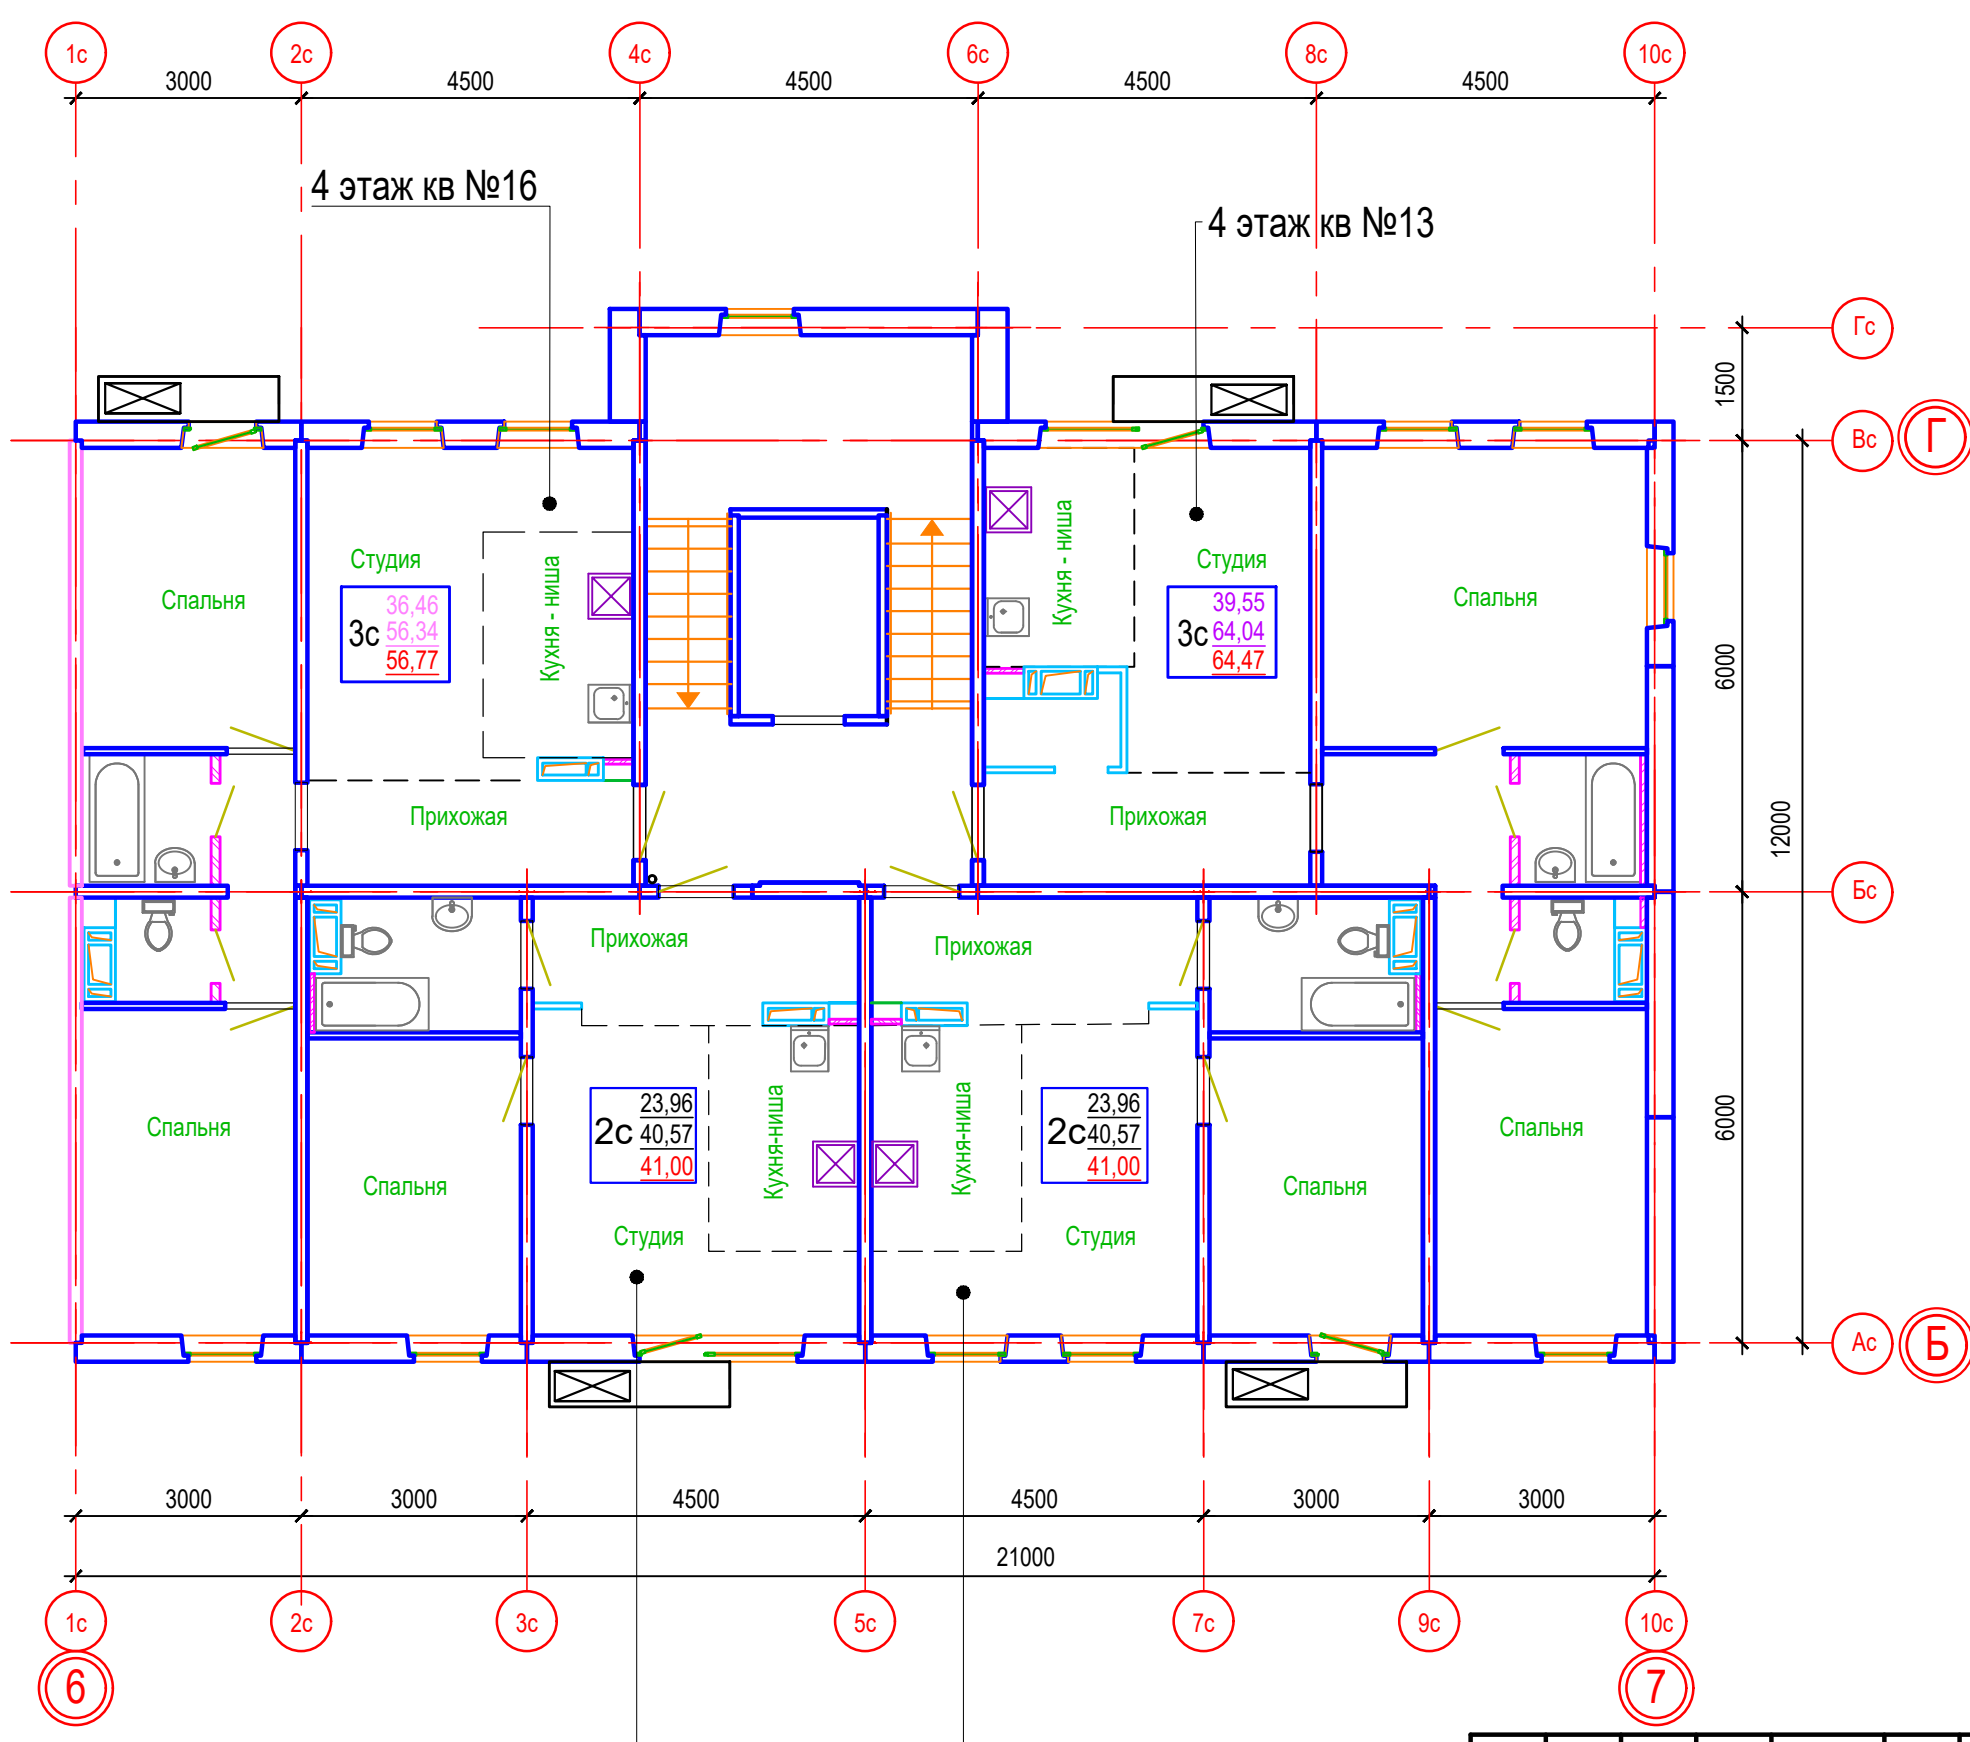 1с 2с 4с 6с 8с 10с
3000 4500 4500 4500 4500
4 этаж кв №16
4 этаж кв №13
Гс
1500
Вс Г
Студия
Кухня - ниша
Спальня
36,46
3с 56,34
56,77
Кухня - ниша
Студия
39,55
3с 64,04
64,47
Спальня
6000
Прихожая
Прихожая
12000
Бс
Прихожая
Прихожая
Спальня
Спальня
23,96
2с 40,57
41,00
Кухня-ниша
Студия
Кухня-ниша
23,96
2с 40,57
41,00
Студия
Спальня
Спальня
6000
Ас Б
3000 3000 4500 4500 3000 3000
21000
1с 2с 3с 5с 7с 9с 10с
6 7